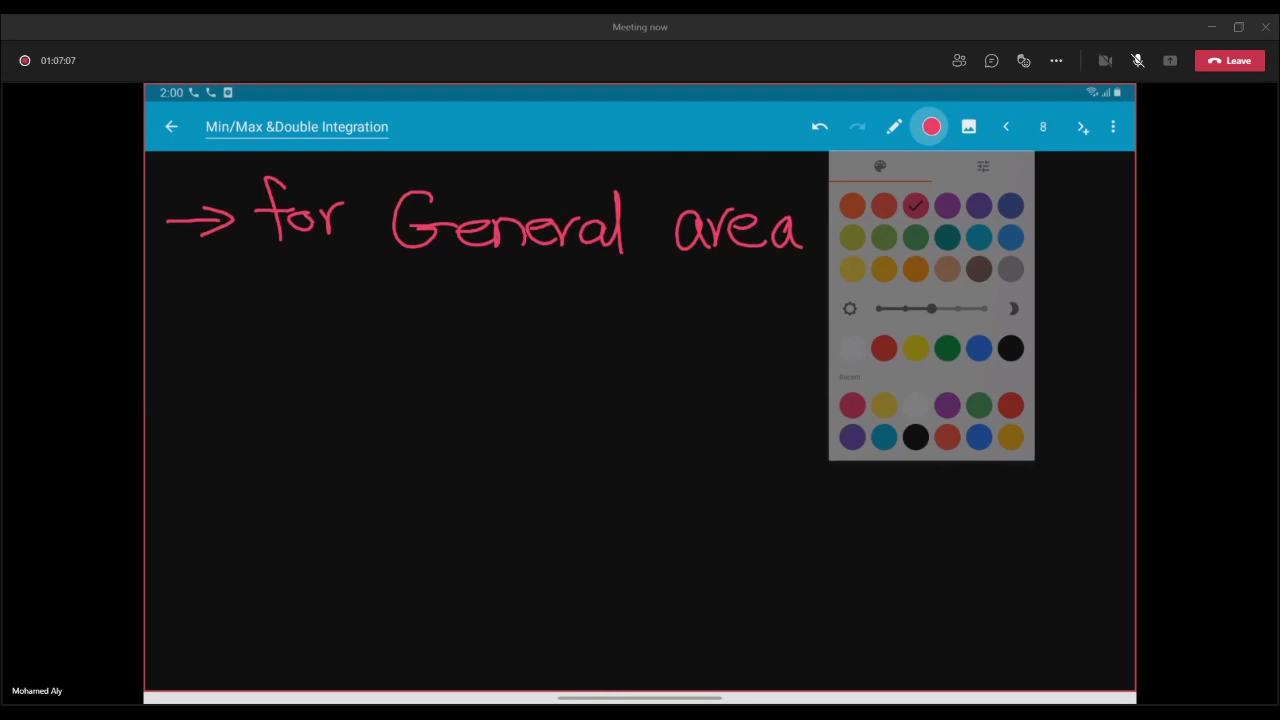 Meeting now
01:07:07
Leave
2:00
Min/Max &Double Integration
8
→ for General area
Recent
Mohamed Aly